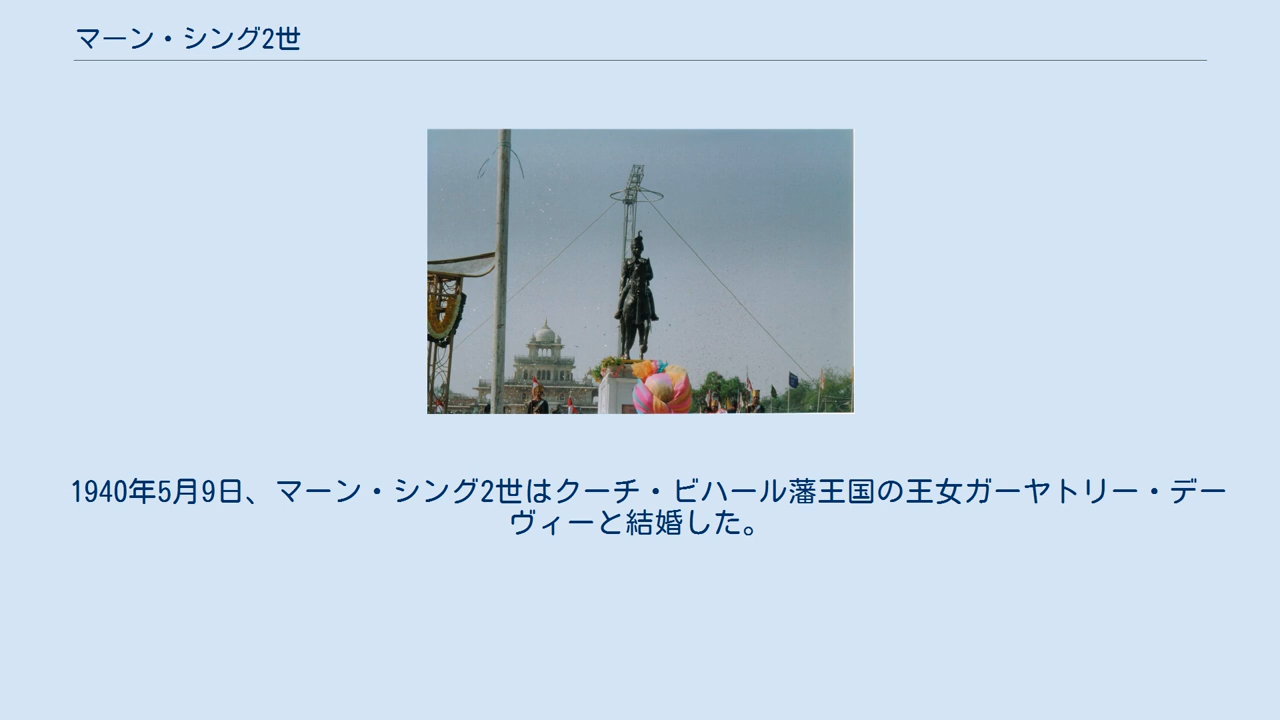 マーン・シング2世
1940年5月9日、マーン・シング2世はクーチ・ビハール藩王国の王女ガーヤトリー・デー
ヴィーと結婚した。